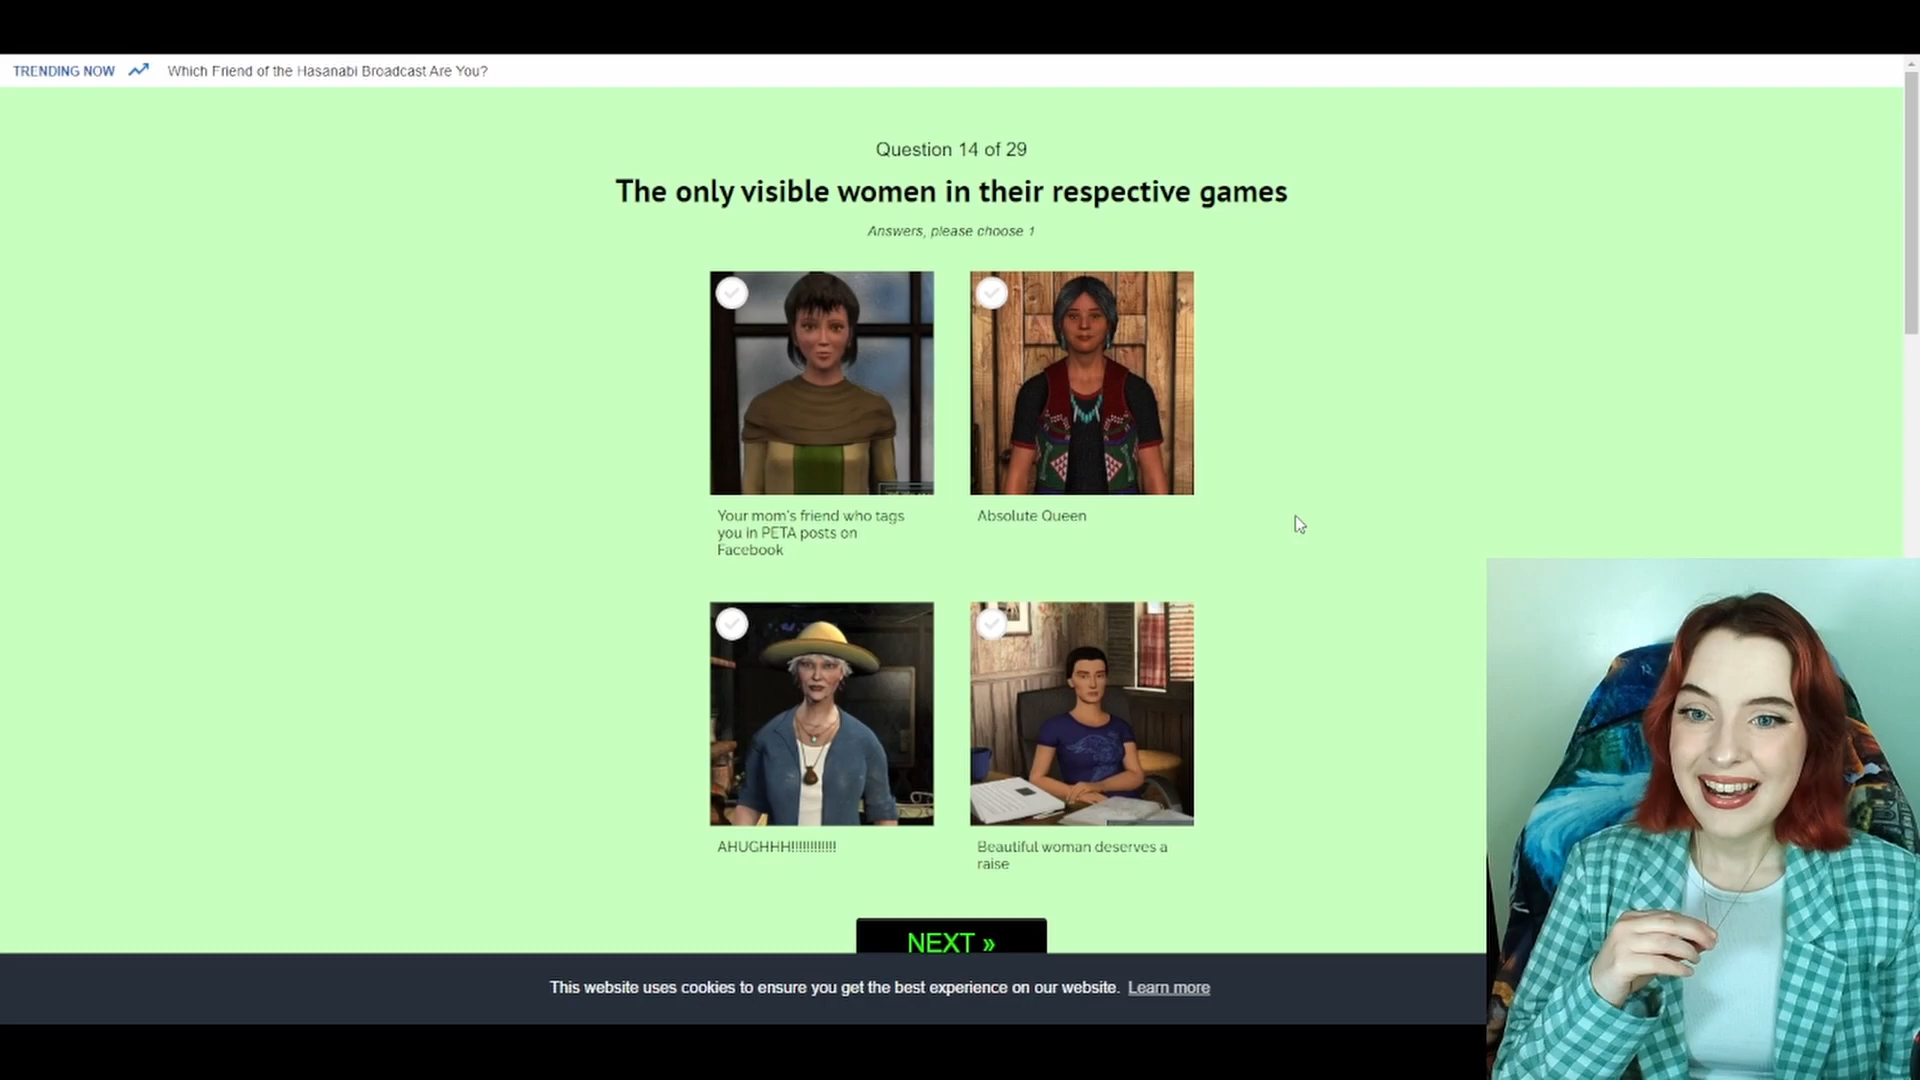 TRENDING NOW
Which Friend of the Hasanabi Broadcast Are You?
Question 14 of 29
The only visible women in their respective games
Answers, please choose 1
Your mom's friend who tags
you in PETA posts on
Facebook
Absolute Queen
AHUGHHH!!!!!!!!!!!!
Beautiful woman deserves a
raise
NEXT »
This website uses cookies to ensure you get the best experience on our website. Learn more